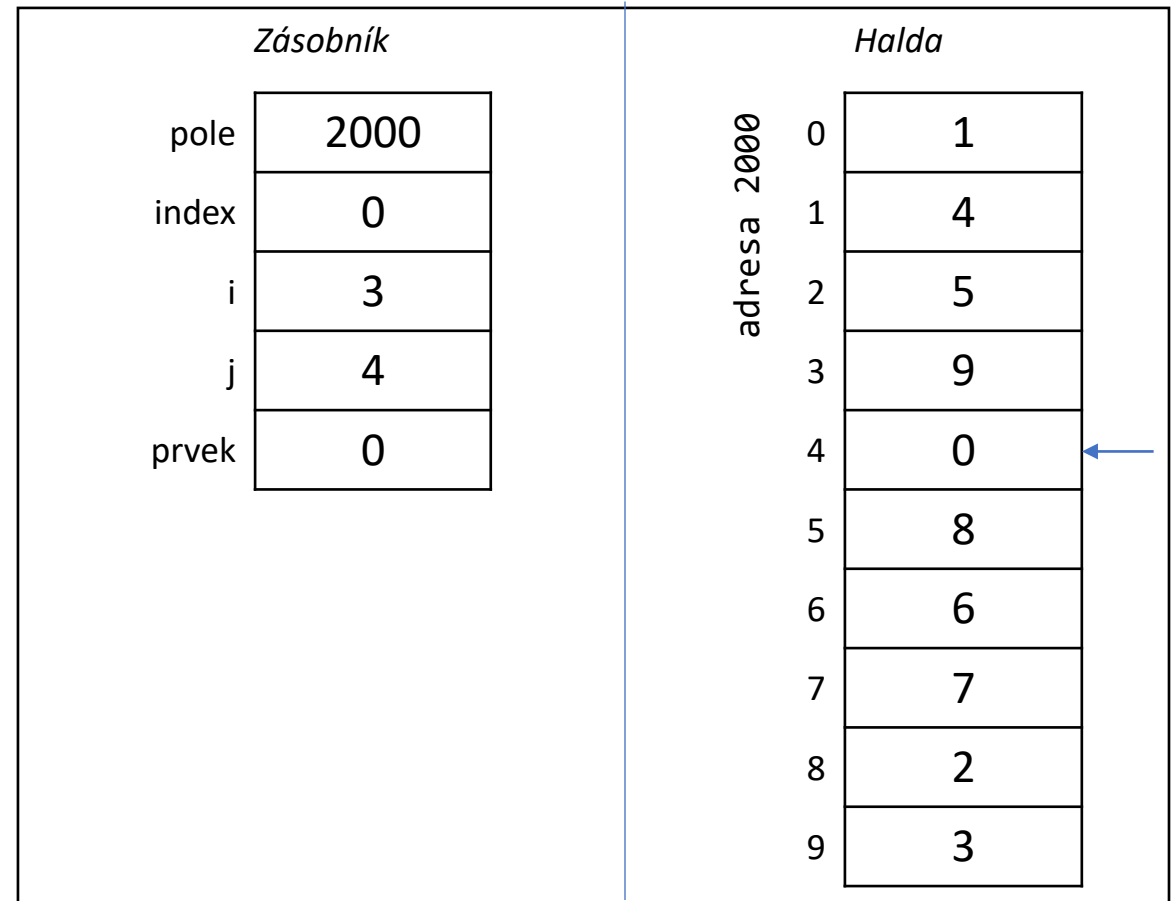 Zásobník
pole 2000
index 0
i 3
j 4
prvek 0
Halda
adresa 2000
0 1
1 4
2 5
3 9
4 0
5 8
6 6
7 7
8 2
9 3